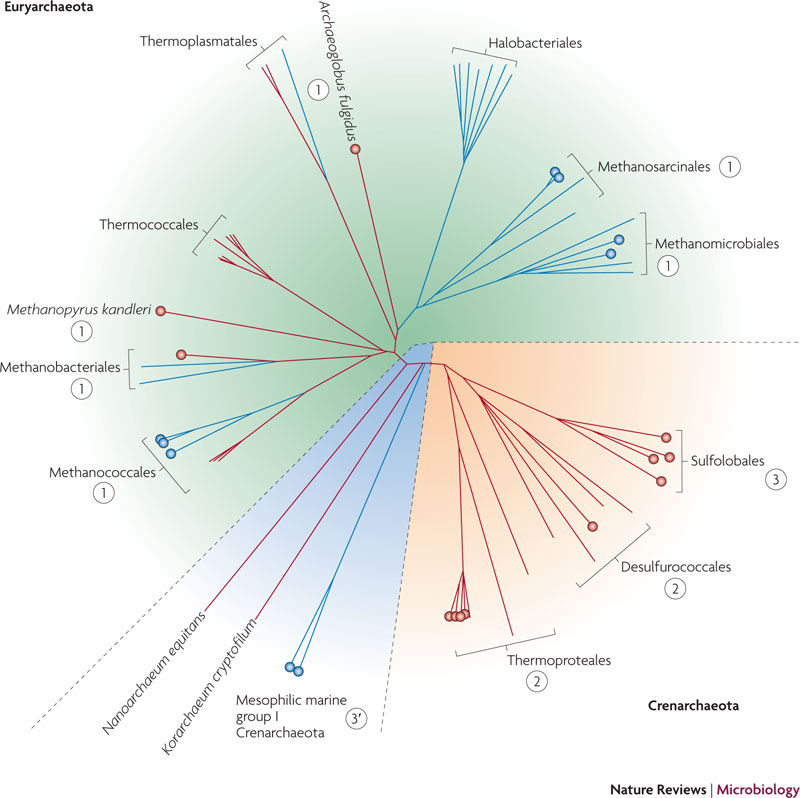 Euryarchaeota
Thermoplasmatales
Archaeoglobus fulgidus
1
Halobacteriales
Methanosarcinales 1
Methanomicrobiales
1
Thermococcales
Methanopyrus kandleri
1
Methanobacteriales
1
Methanococcales
1
Sulfolobales
3
Desulfurococcales
2
Thermoproteales
2
Nanoarchaeum equitans
Korarchaeum cryptofilum
Mesophilic marine
group I
Crenarchaeota
3′
Crenarchaeota
Nature Reviews | Microbiology